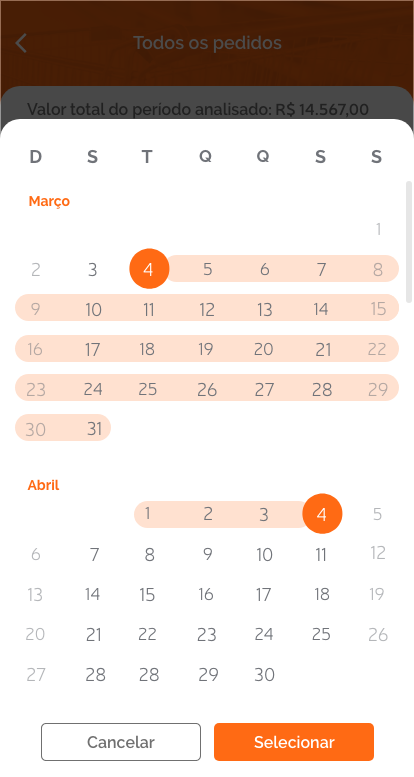 Todos os pedidos
Valor total do período analisado: R$ 14.567,00
D S T Q Q S S
Março
1
2 3 4 5 6 7 8
9 10 11 12 13 14 15
16 17 18 19 20 21 22
23 24 25 26 27 28 29
30 31
Abril
1 2 3 4 5
6 7 8 9 10 11 12
13 14 15 16 17 18 19
20 21 22 23 24 25 26
27 28 28 29 30
Cancelar Selecionar